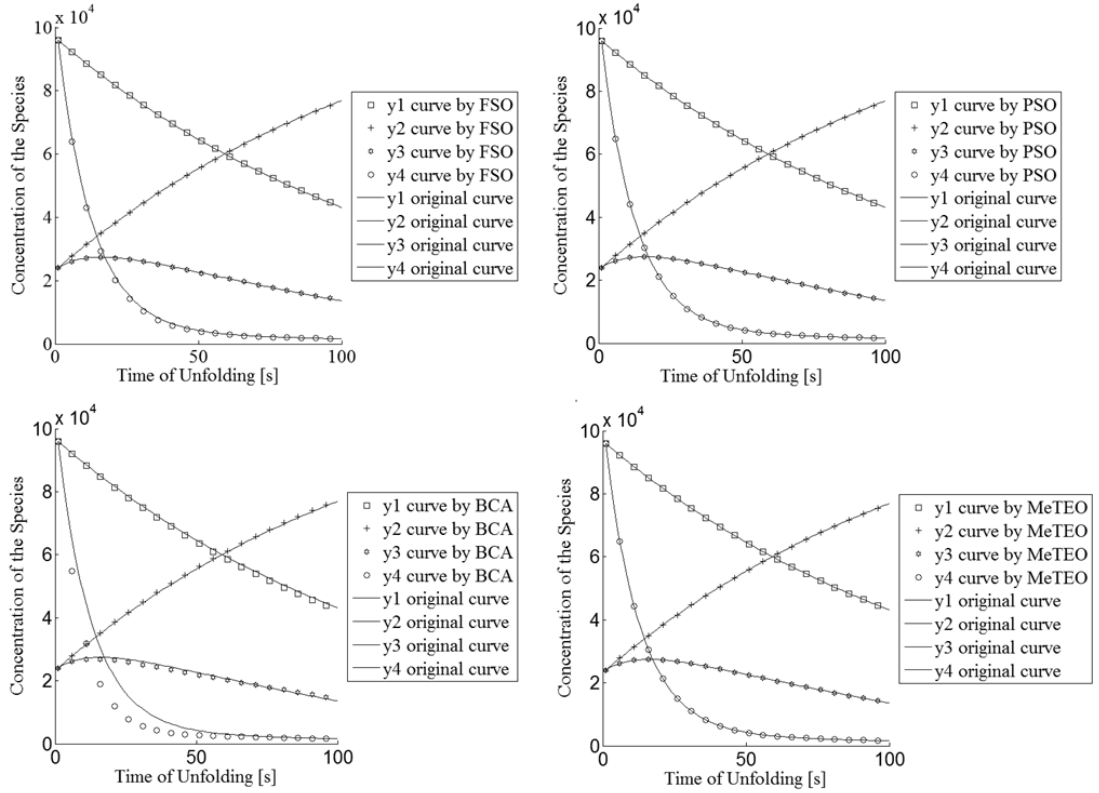 10 x 10^4
8
6
4
2
0
0
50
100
Concentration of the Species
Time of Unfolding [s]
y1 curve by FSO
y2 curve by FSO
y3 curve by FSO
y4 curve by FSO
y1 original curve
y2 original curve
y3 original curve
y4 original curve
10 x 10^4
8
6
4
2
0
0
50
100
Concentration of the Species
Time of Unfolding [s]
y1 curve by PSO
y2 curve by PSO
y3 curve by PSO
y4 curve by PSO
y1 original curve
y2 original curve
y3 original curve
y4 original curve
10 x 10^4
8
6
4
2
0
0
50
100
Concentration of the Species
Time of Unfolding [s]
y1 curve by BCA
y2 curve by BCA
y3 curve by BCA
y4 curve by BCA
y1 original curve
y2 original curve
y3 original curve
y4 original curve
10 x 10^4
8
6
4
2
0
0
50
100
Concentration of the Species
Time of Unfolding [s]
y1 curve by MeTEO
y2 curve by MeTEO
y3 curve by MeTEO
y4 curve by MeTEO
y1 original curve
y2 original curve
y3 original curve
y4 original curve